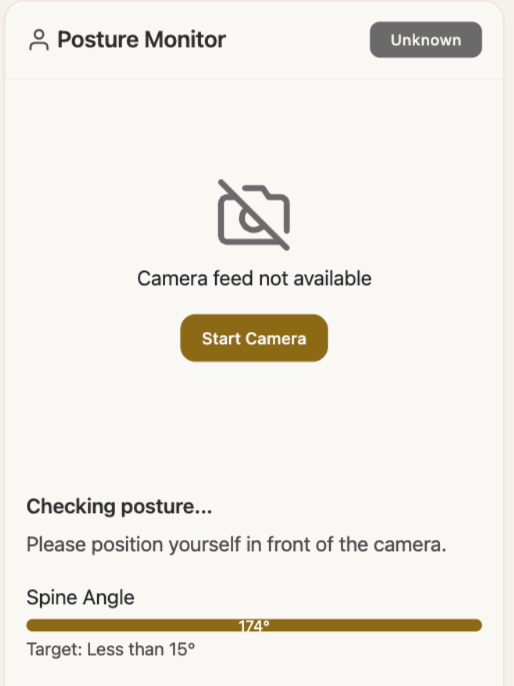 Posture Monitor
Unknown
Camera feed not available
Start Camera
Checking posture...
Please position yourself in front of the camera.
Spine Angle
174°
Target: Less than 15°